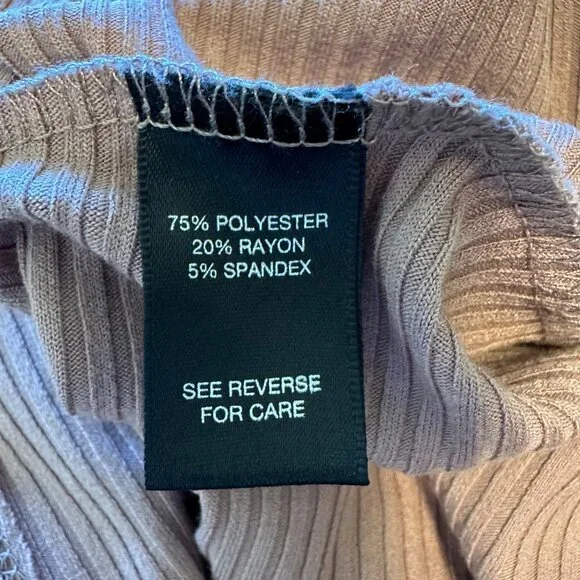 75% POLYESTER
20% RAYON
5% SPANDEX
SEE REVERSE
FOR CARE